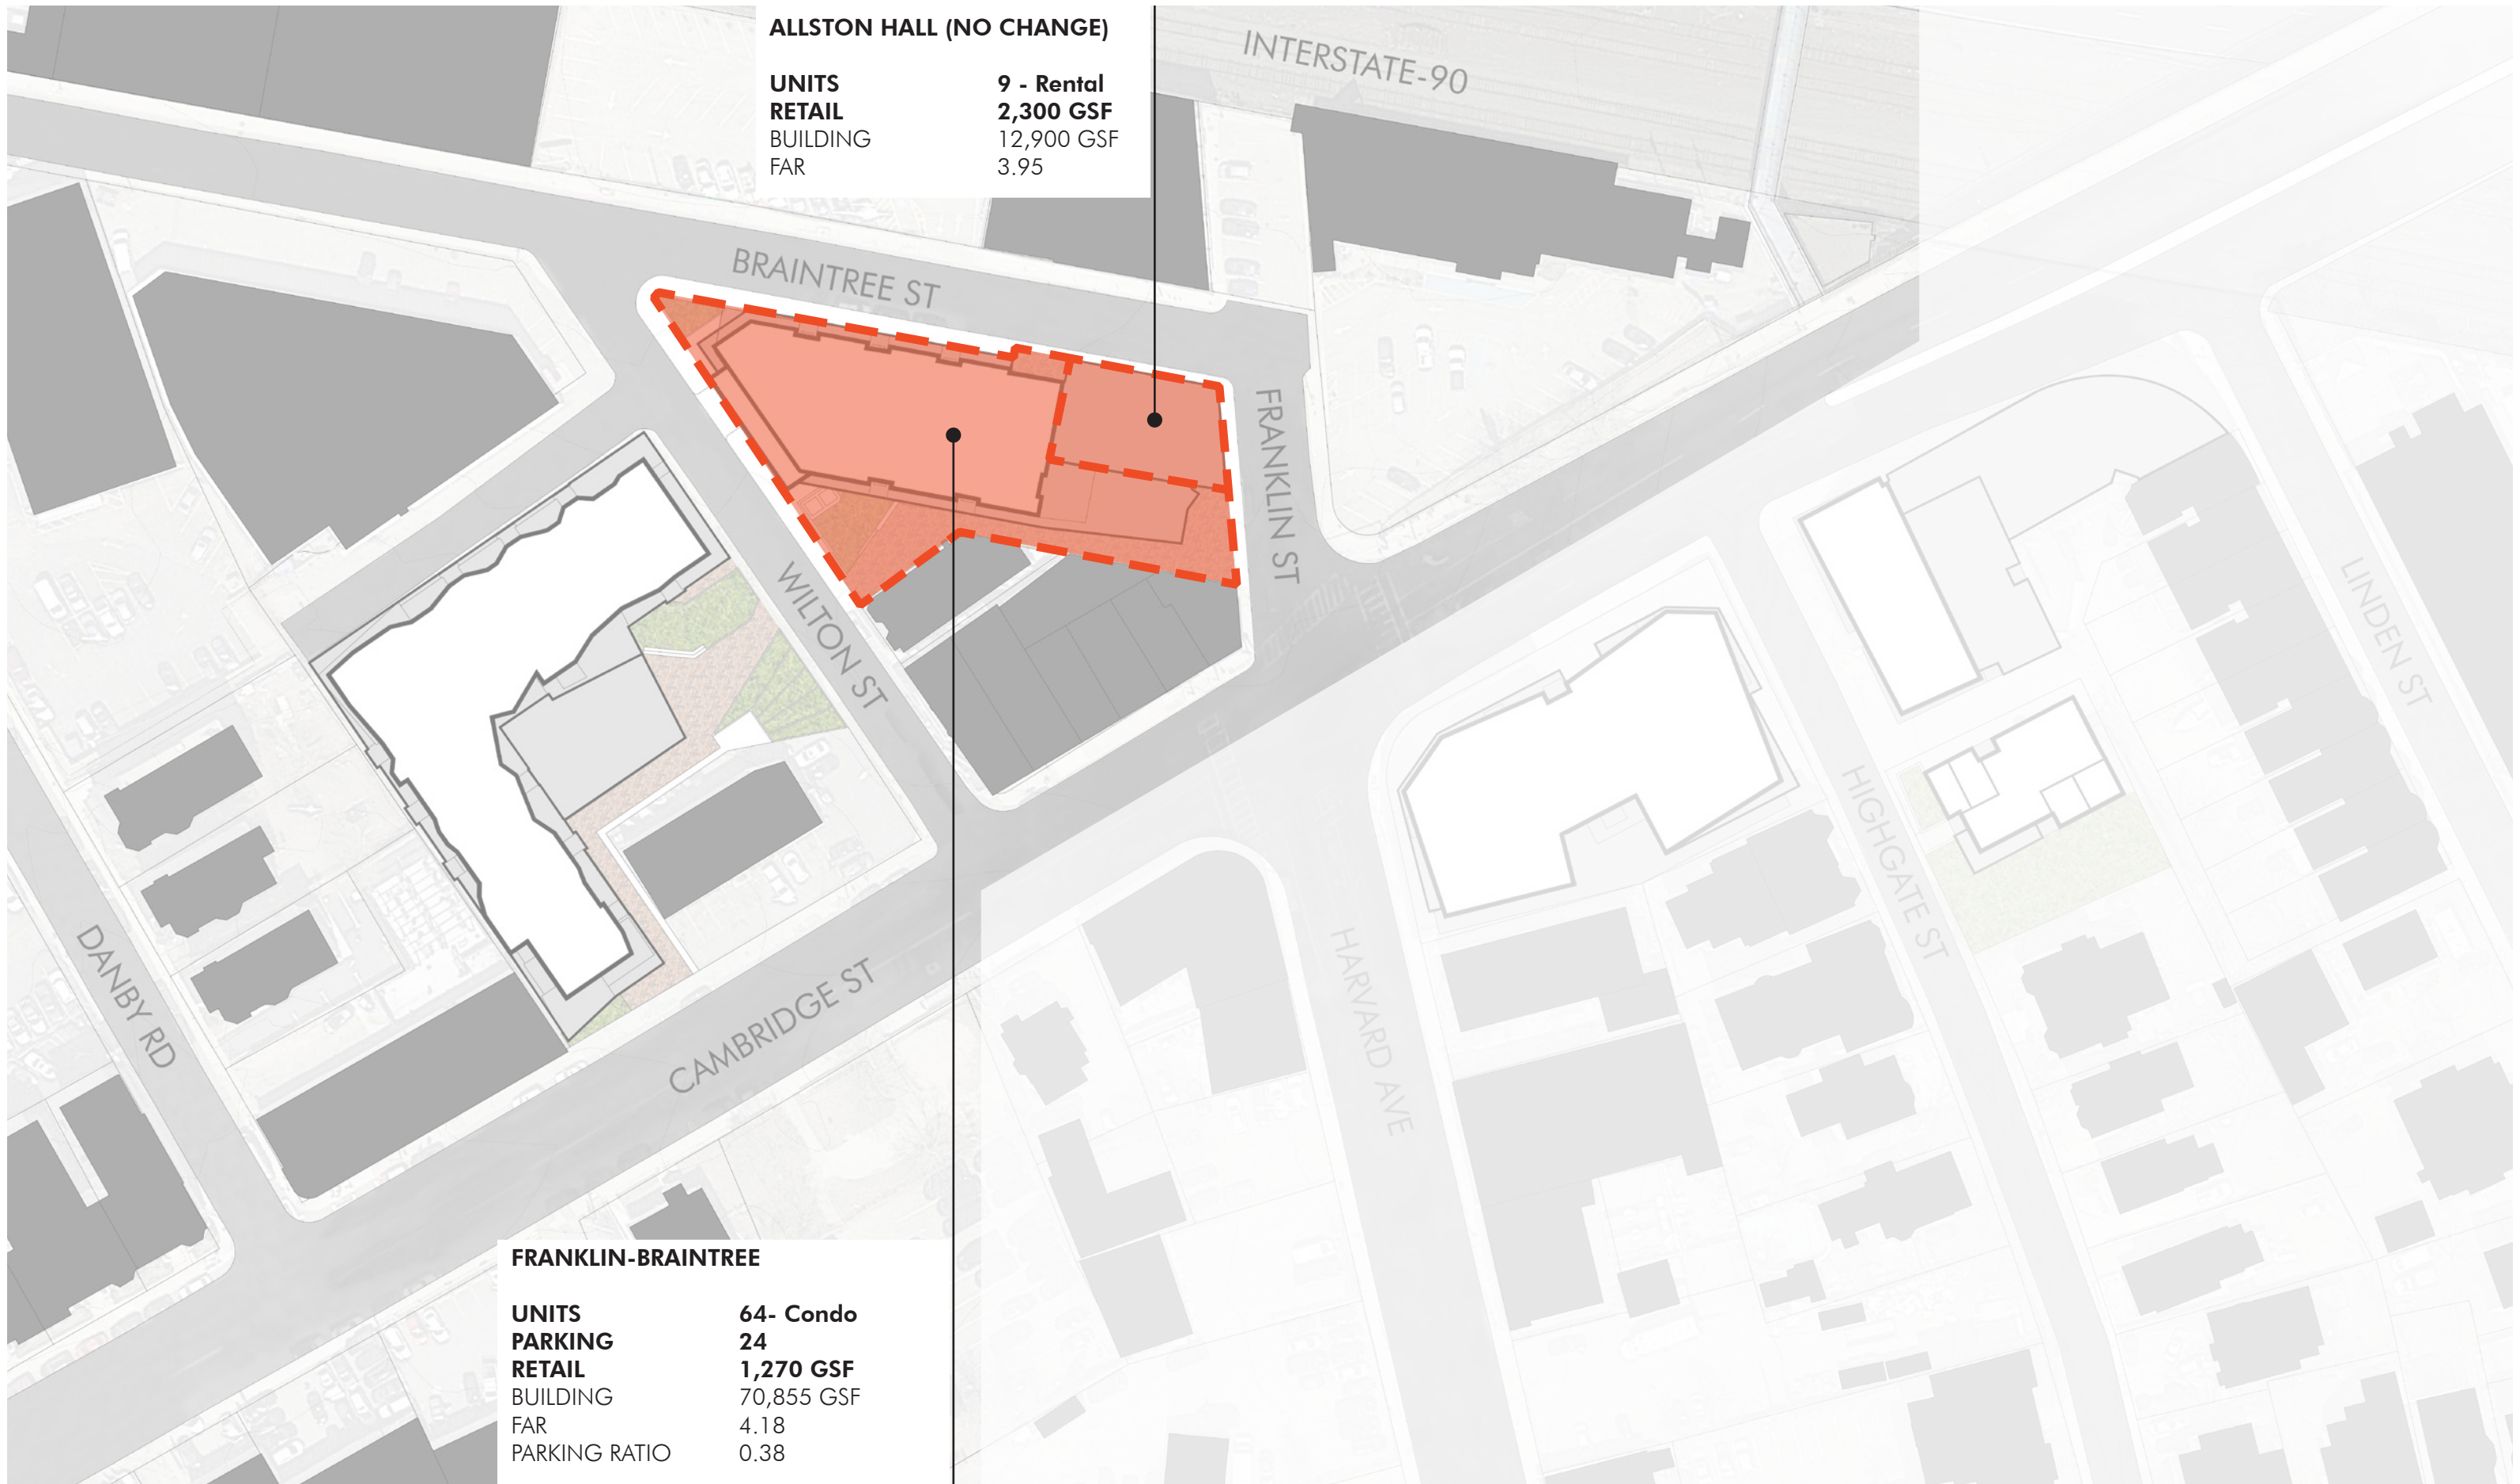 ALLSTON HALL (NO CHANGE)
UNITS 9 - Rental
RETAIL 2,300 GSF
BUILDING 12,900 GSF
FAR 3.95
INTERSTATE-90
BRAINTREE ST
FRANKLIN ST
WILTON ST
LINDEN ST
HIGHGATE ST
DANBY RD
CAMBRIDGE ST
HARVARD AVE
FRANKLIN-BRAINTREE
UNITS 64- Condo
PARKING 24
RETAIL 1,270 GSF
BUILDING 70,855 GSF
FAR 4.18
PARKING RATIO 0.38